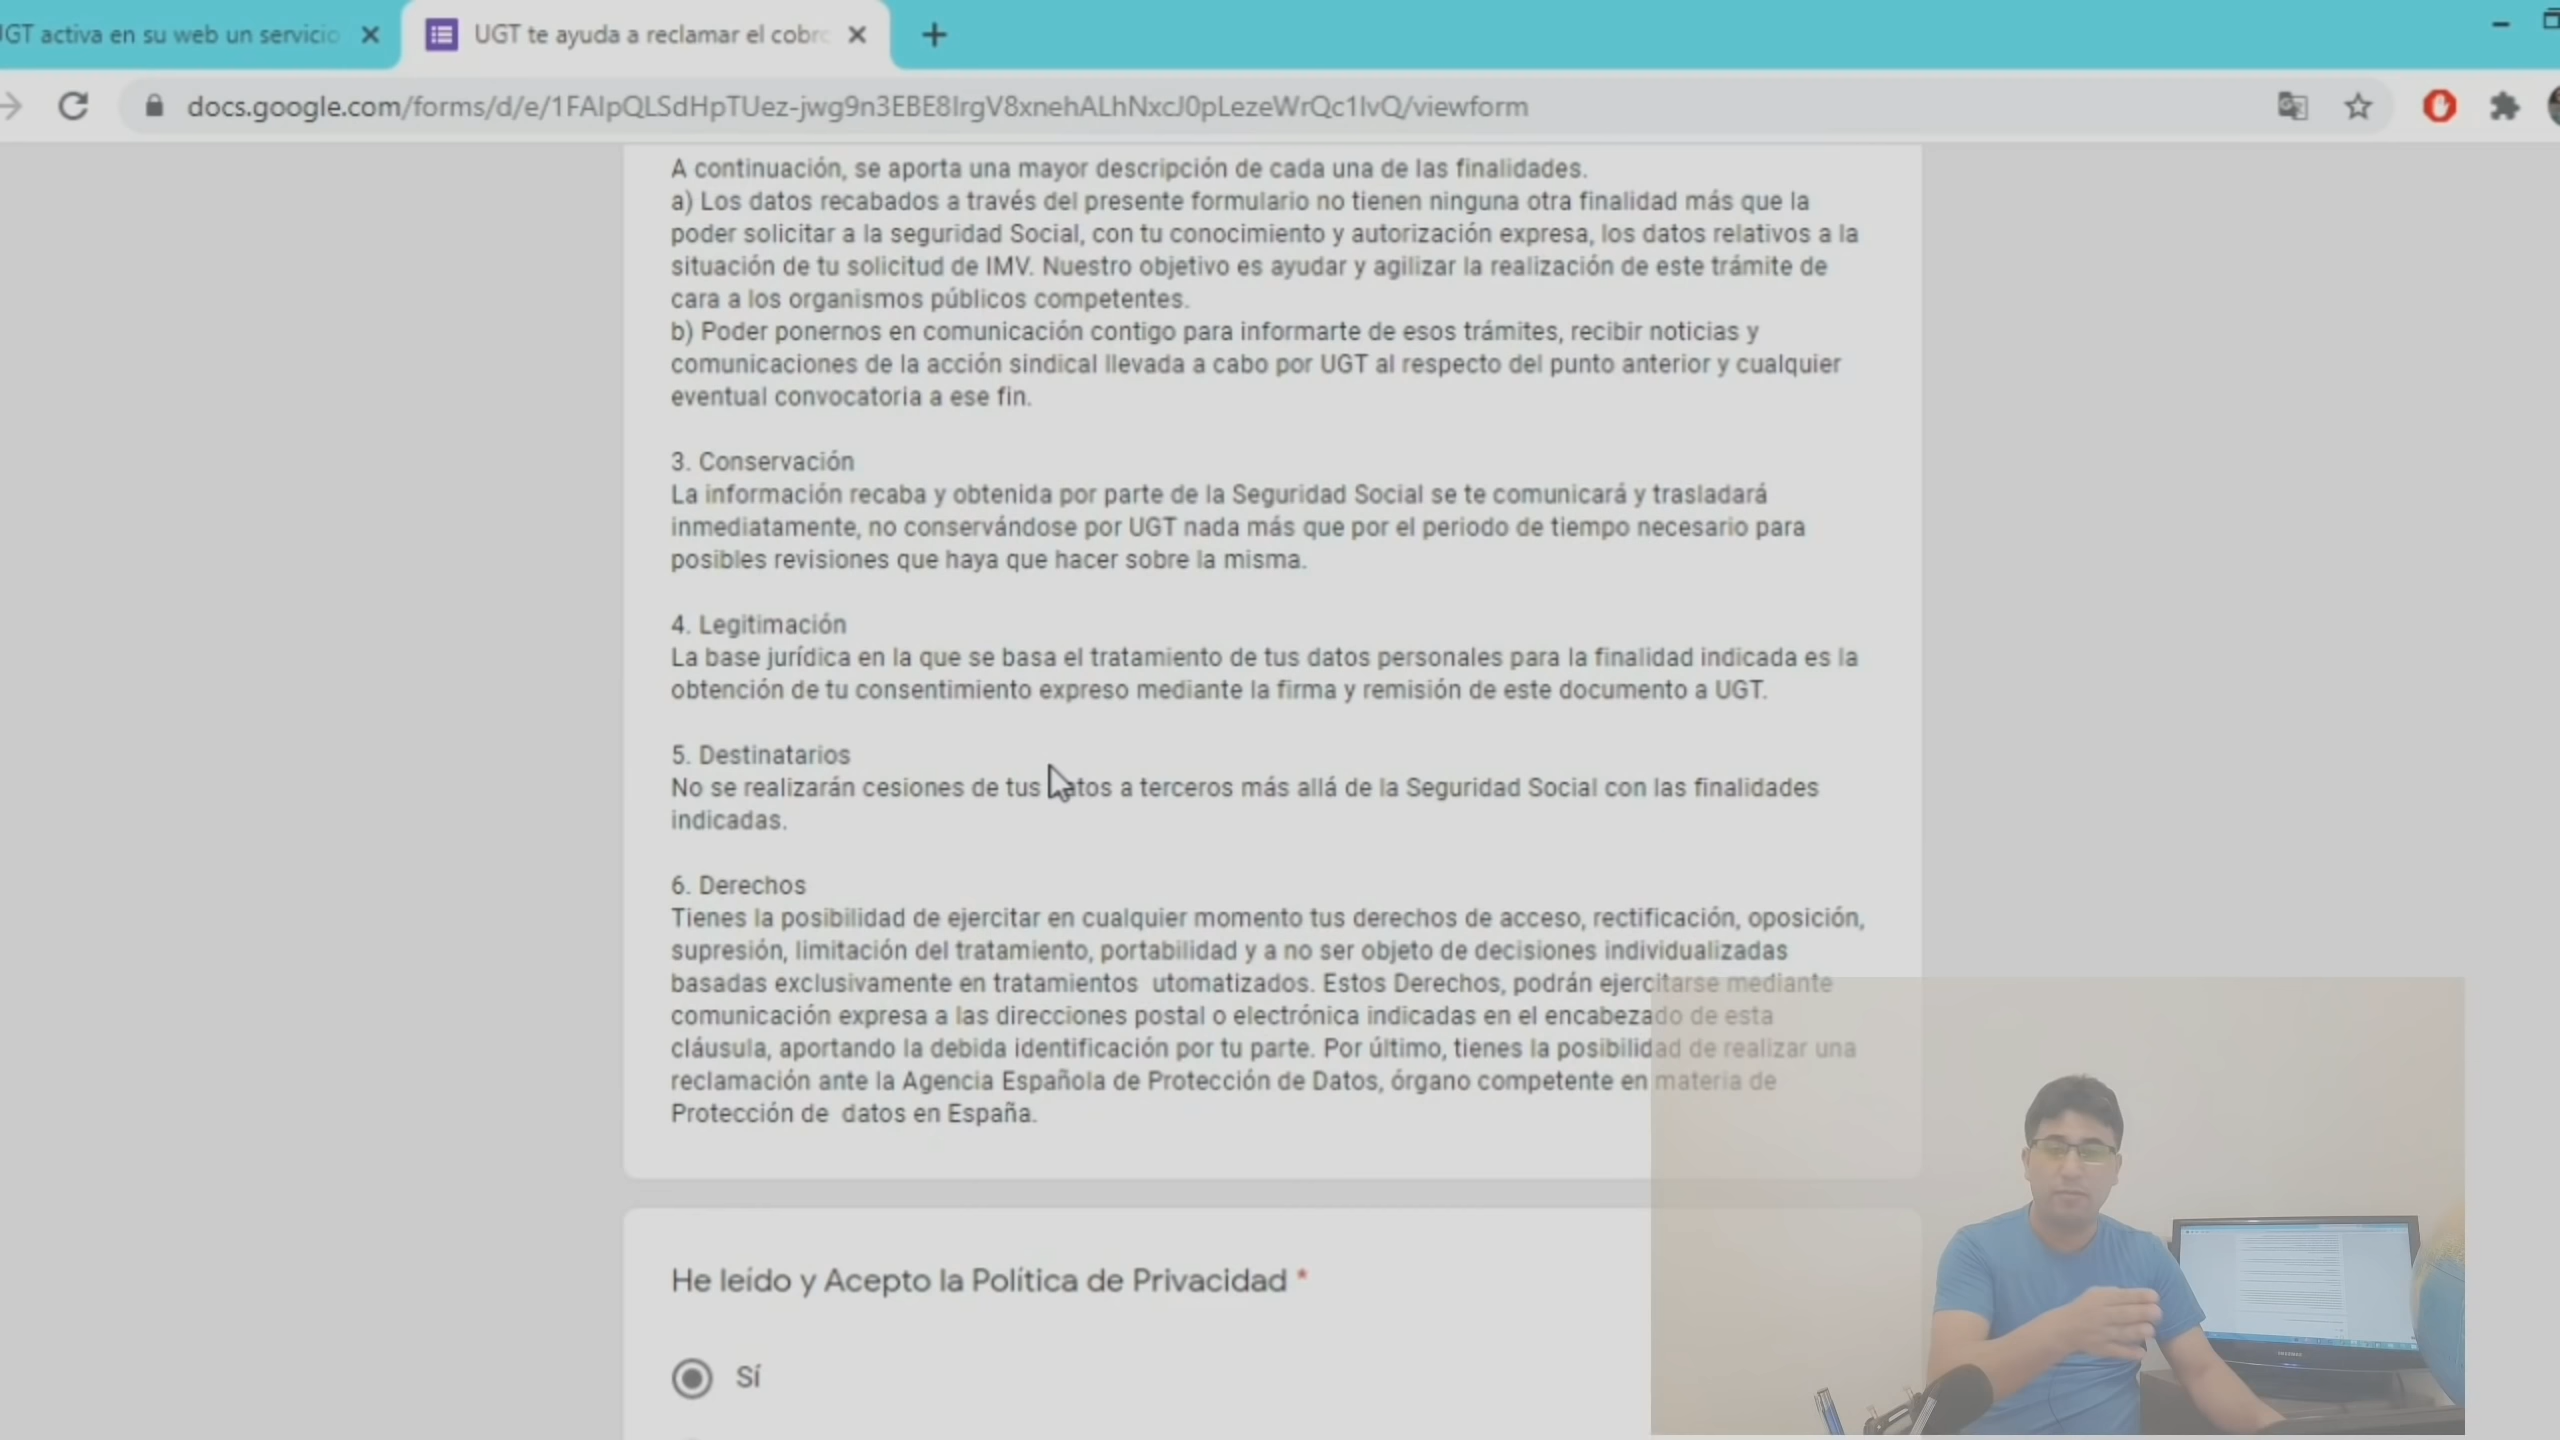 UGT activa en su web un servicio
UGT te ayuda a reclamar el cobro
docs.google.com/forms/d/e/1FAIpQLSdHpTUez-jwg9n3EBE8IrgV8xnehALhNxcJ0pLezeWrQc1IvQ/viewform
A continuación, se aporta una mayor descripción de cada una de las finalidades.
a) Los datos recabados a través del presente formulario no tienen ninguna otra finalidad más que la
poder solicitar a la seguridad Social, con tu conocimiento y autorización expresa, los datos relativos a la
situación de tu solicitud de IMV. Nuestro objetivo es ayudar y agilizar la realización de este trámite de
cara a los organismos públicos competentes.
b) Poder ponernos en comunicación contigo para informarte de esos trámites, recibir noticias y
comunicaciones de la acción sindical llevada a cabo por UGT al respecto del punto anterior y cualquier
eventual convocatoria a ese fin.
3. Conservación
La información recaba y obtenida por parte de la Seguridad Social se te comunicará y trasladará
inmediatamente, no conservándose por UGT nada más que por el periodo de tiempo necesario para
posibles revisiones que haya que hacer sobre la misma.
4. Legitimación
La base jurídica en la que se basa el tratamiento de tus datos personales para la finalidad indicada es la
obtención de tu consentimiento expreso mediante la firma y remisión de este documento a UGT.
5. Destinatarios
No se realizarán cesiones de tus datos a terceros más allá de la Seguridad Social con las finalidades
indicadas.
6. Derechos
Tienes la posibilidad de ejercitar en cualquier momento tus derechos de acceso, rectificación, oposición,
supresión, limitación del tratamiento, portabilidad y a no ser objeto de decisiones individualizadas
basadas exclusivamente en tratamientos utomatizados. Estos Derechos, podrán ejercitarse mediante
comunicación expresa a las direcciones postal o electrónica indicadas en el encabezado de esta
cláusula, aportando la debida identificación por tu parte. Por último, tienes la posibilidad de realizar una
reclamación ante la Agencia Española de Protección de Datos, órgano competente en materia de
Protección de datos en España.
He leído y Acepto la Política de Privacidad *
Sí